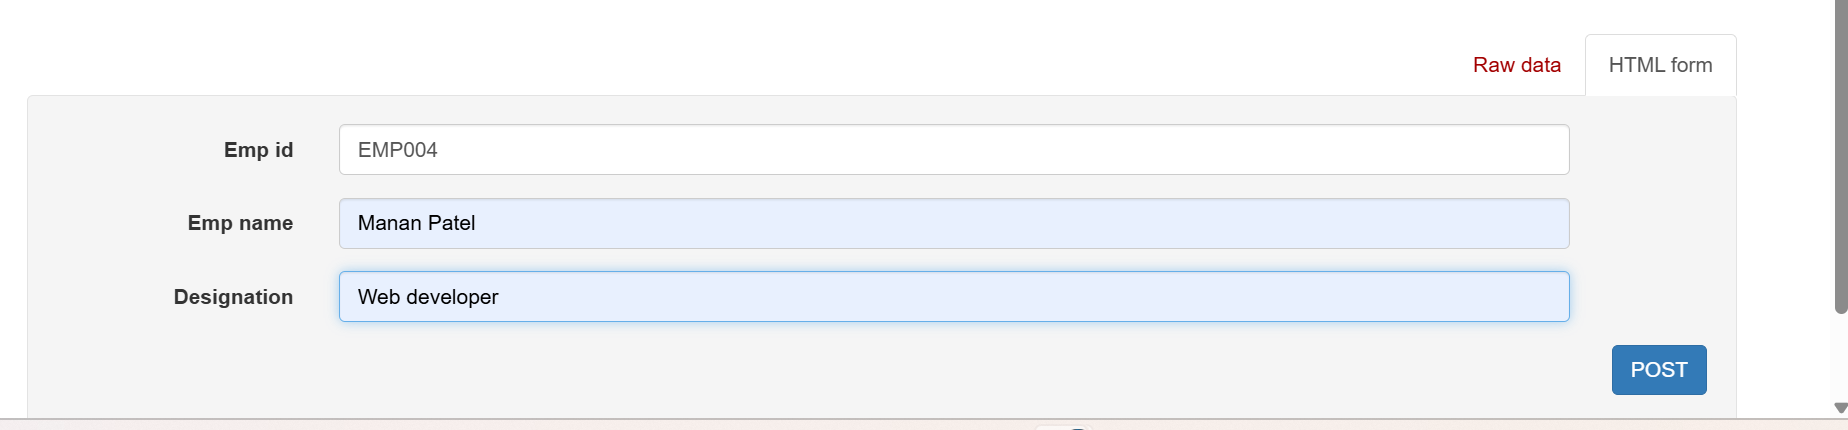 Raw data HTML form
Emp id EMP004
Emp name Manan Patel
Designation Web developer
POST